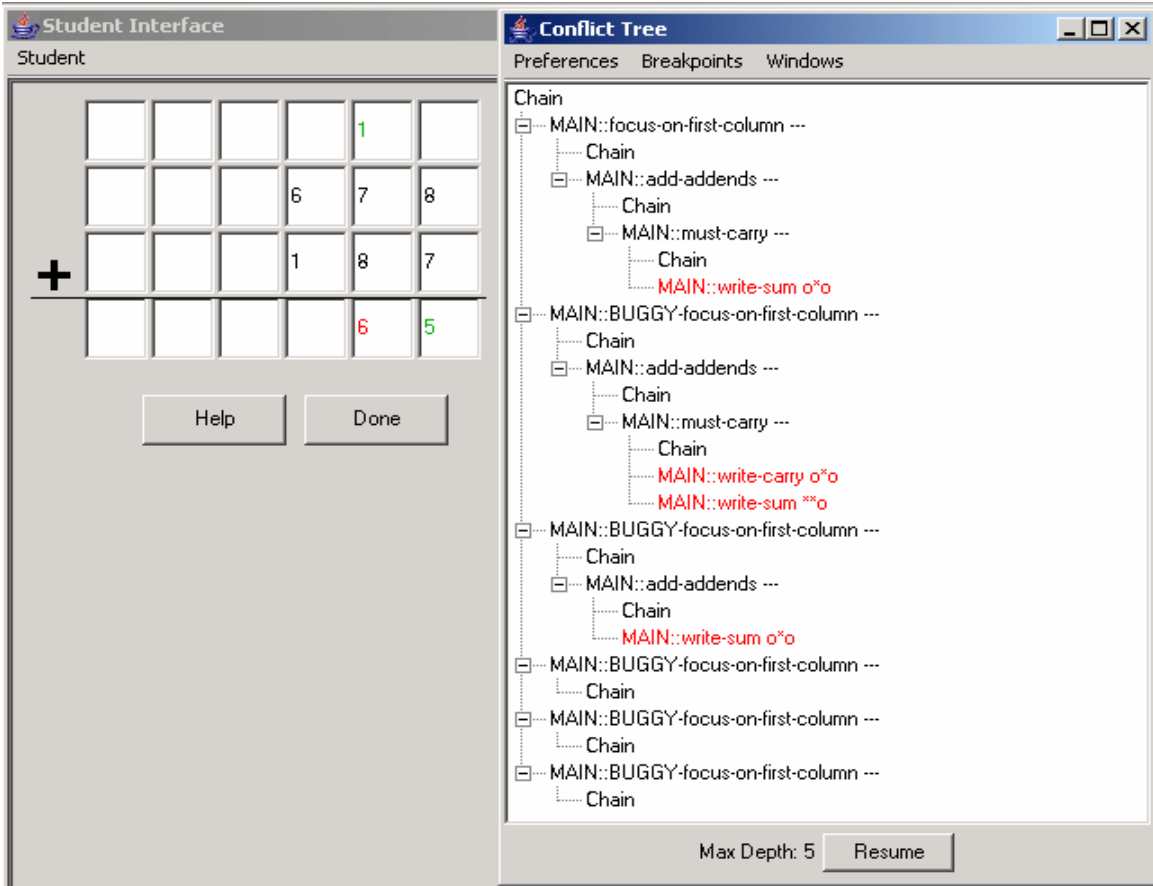 Student Interface
Student
1
6 7 8
+ 1 8 7
6 5
Help Done
Conflict Tree
Preferences Breakpoints Windows
Chain
MAIN::focus-on-first-column ---
Chain
MAIN::add-addends ---
Chain
MAIN::must-carry ---
Chain
MAIN::write-sum o*o
MAIN::BUGGY-focus-on-first-column ---
Chain
MAIN::add-addends ---
Chain
MAIN::must-carry ---
Chain
MAIN::write-carry o*o
MAIN::write-sum **o
MAIN::BUGGY-focus-on-first-column ---
Chain
MAIN::add-addends ---
Chain
MAIN::write-sum o*o
MAIN::BUGGY-focus-on-first-column ---
Chain
MAIN::BUGGY-focus-on-first-column ---
Chain
MAIN::BUGGY-focus-on-first-column ---
Chain
Max Depth: 5 Resume